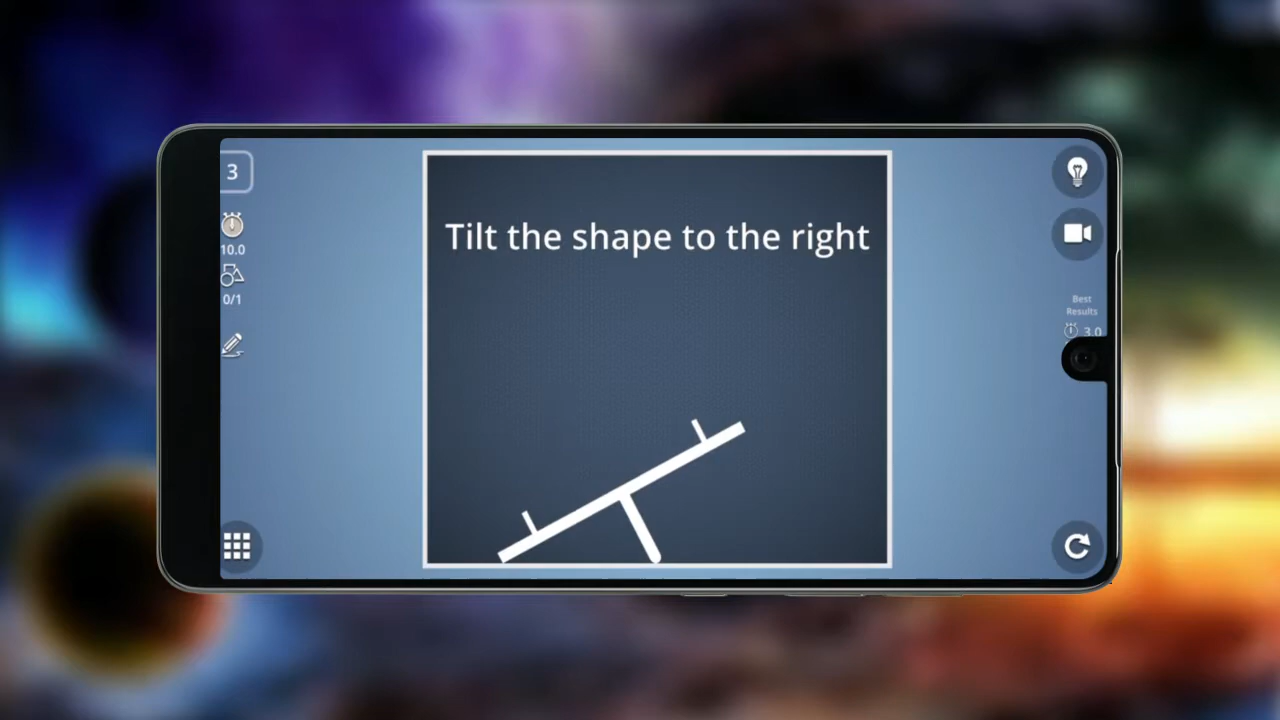 3
10.0
0/1
Tilt the shape to the right
Best
Results
3.0